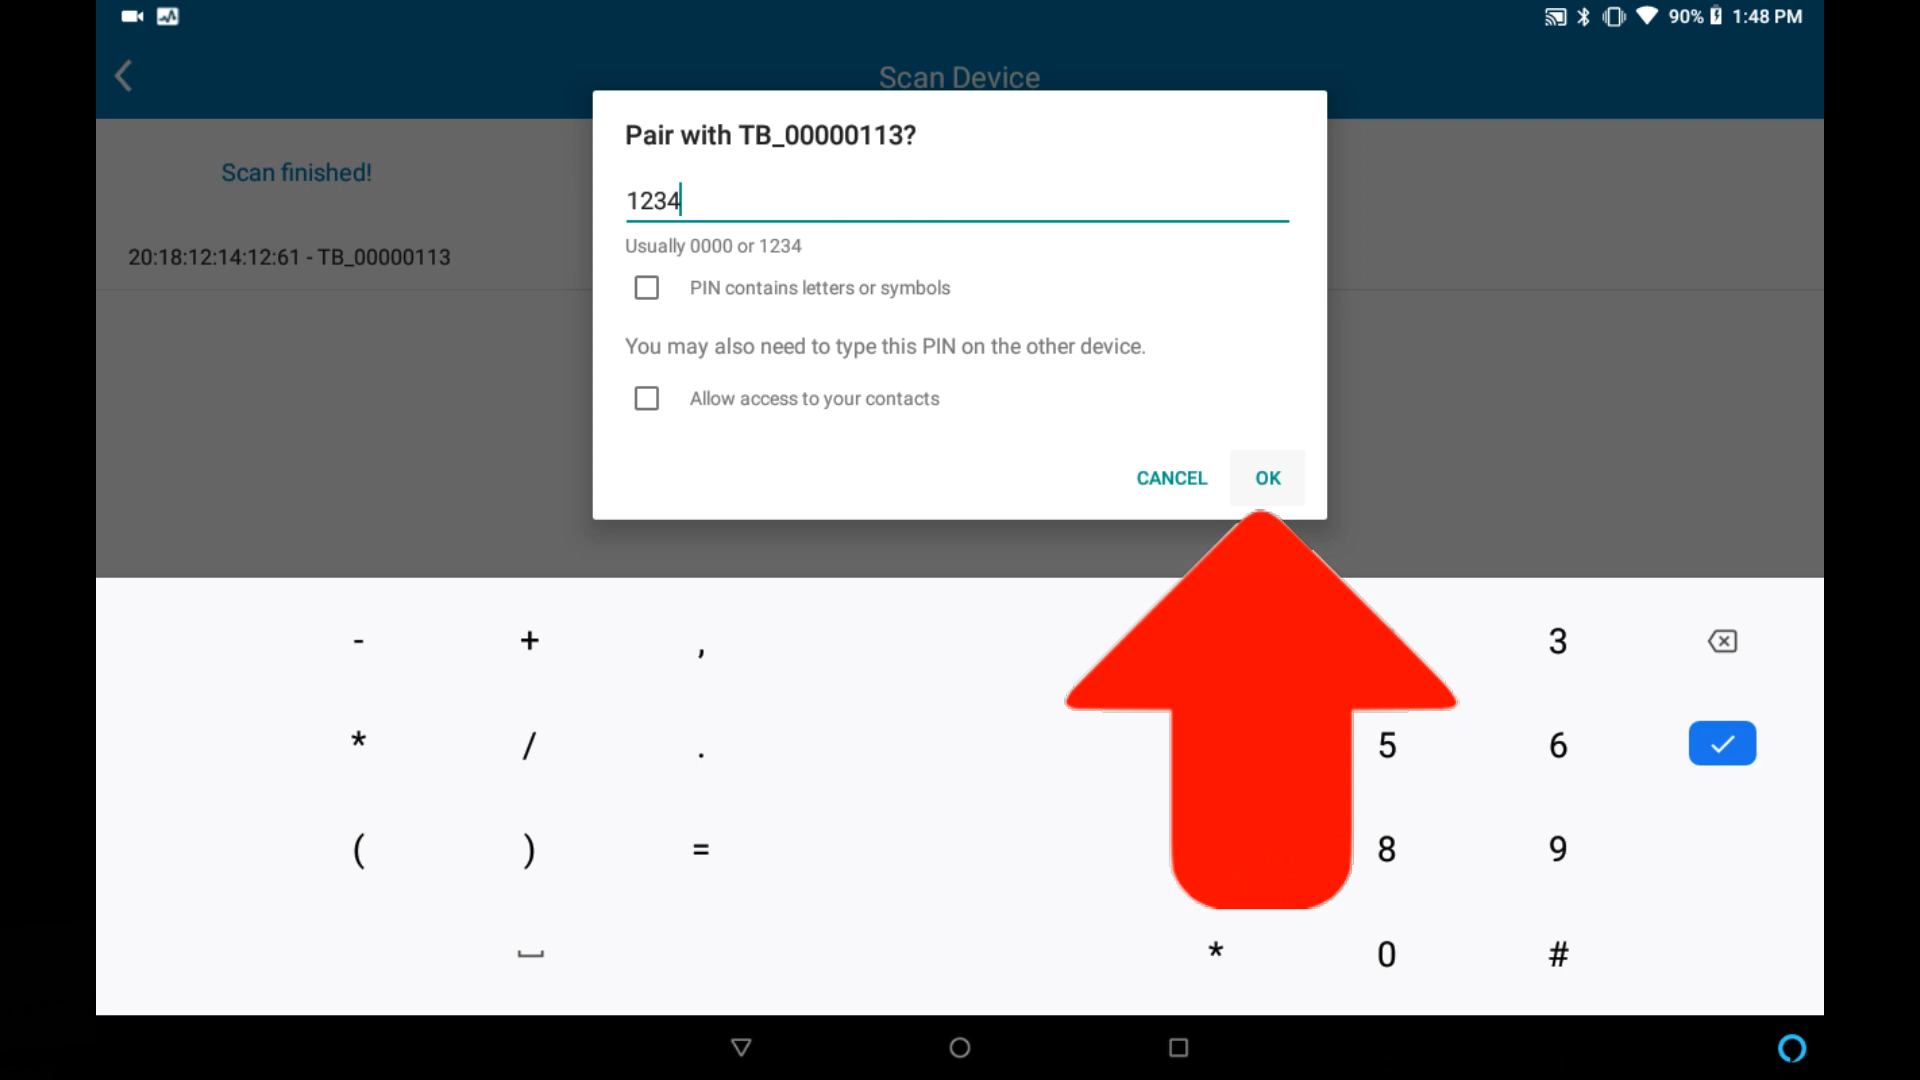 90% 1:48 PM
Scan Device
Scan finished!
20:18:12:14:12:61 - TB_00000113
Pair with TB_00000113?
1234
Usually 0000 or 1234
PIN contains letters or symbols
You may also need to type this PIN on the other device.
Allow access to your contacts
CANCEL OK
- + , 3
* / . 5 6
( ) = 8 9
* 0 #